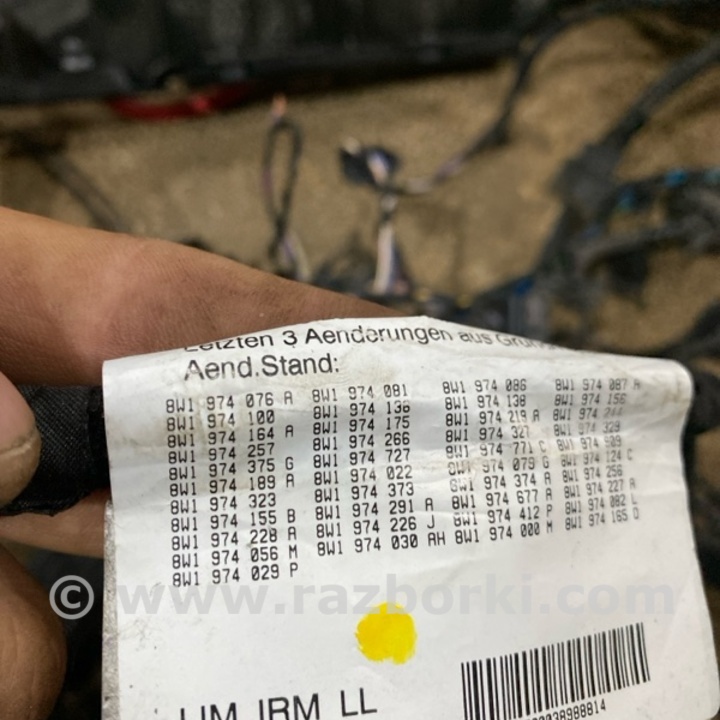 Letzten 3 Aenderungen aus
Aend.Stand:
8W1 974 076 A 8W1 974 081 8W1 974 086 8W1 974 087 A
8W1 974 100 8W1 974 136 8W1 974 138 8W1 974 156
8W1 974 164 A 8W1 974 175 8W1 974 219 A 8W1 974
8W1 974 257 8W1 974 266 8W1 974 327 8W1 974 329
8W1 974 375 G 8W1 974 727 8W1 974 771 C 8W1 974
8W1 974 189 A 8W1 974 022 974 079 G 8W1 974 124 C
8W1 974 323 8W1 974 373 8W1 974 374 A 8W1 974 256
8W1 974 155 B 8W1 974 291 A 8W1 974 677 A 8W1 974 227 A
8W1 974 228 A 8W1 974 226 J 8W1 974 412 P 8W1 974 082 L
8W1 974 056 M 8W1 974 030 AH 8W1 974 000 M 8W1 974 165 D
8W1 974 029 P
© www.razborki.com
IRM LL